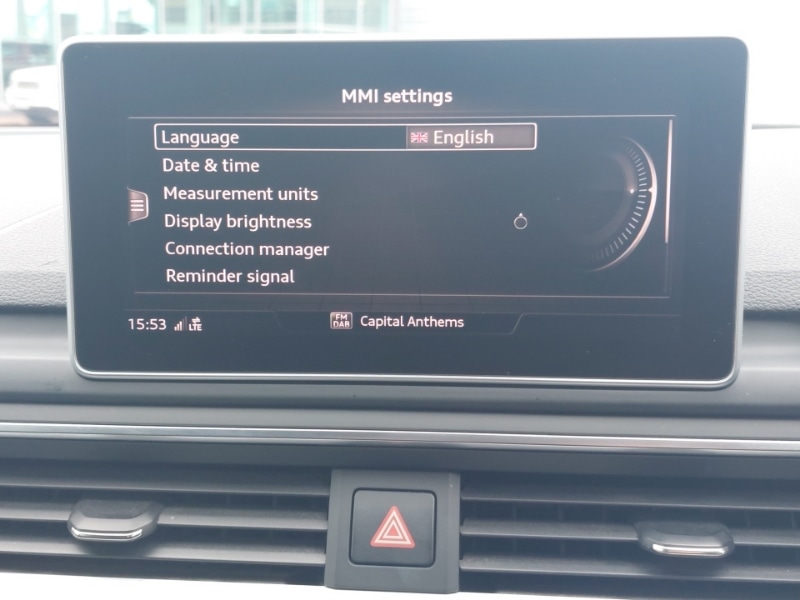 MMI settings
Language English
Date & time
Measurement units
Display brightness
Connection manager
Reminder signal
15:53 LTE FM DAB Capital Anthems